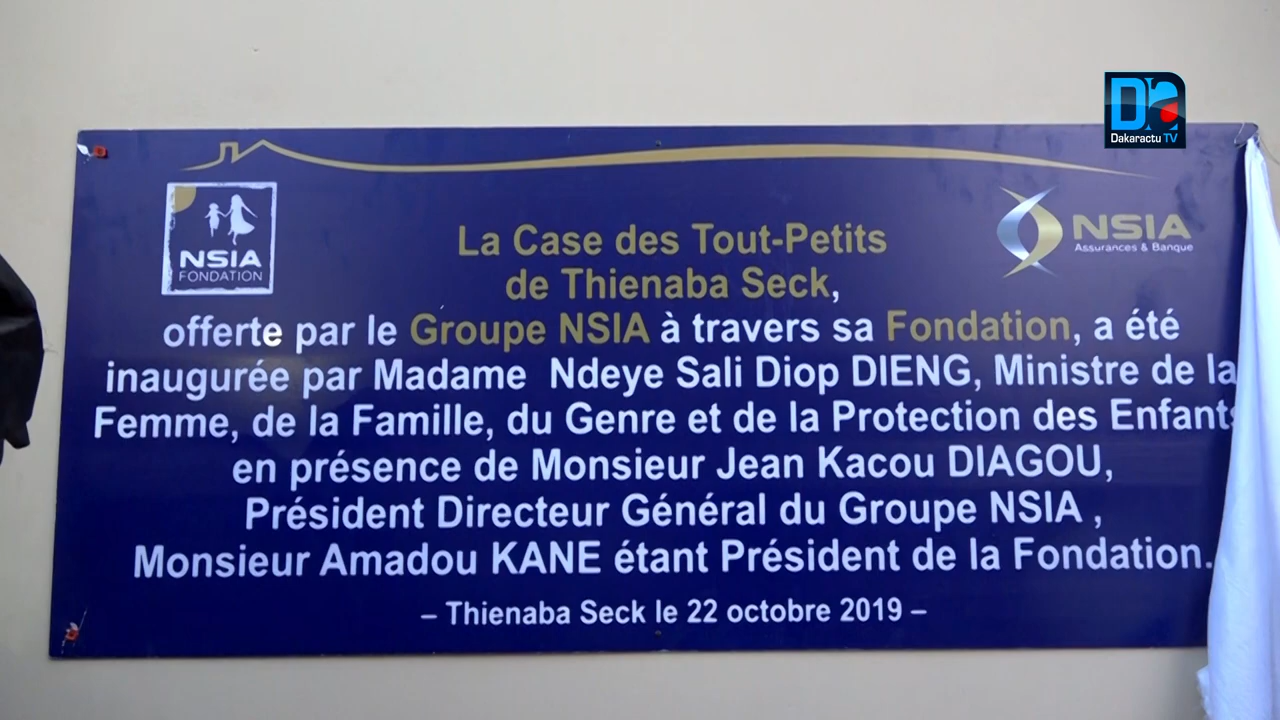 Da
Dakaractu TV
NSIA
FONDATION
NSIA
Assurances & Banque
La Case des Tout-Petits
de Thienaba Seck,
offerte par le Groupe NSIA à travers sa Fondation, a été
inaugurée par Madame Ndeye Sali Diop DIENG, Ministre de la
Femme, de la Famille, du Genre et de la Protection des Enfants
en présence de Monsieur Jean Kacou DIAGOU,
Président Directeur Général du Groupe NSIA ,
Monsieur Amadou KANE étant Président de la Fondation.
– Thienaba Seck le 22 octobre 2019 –